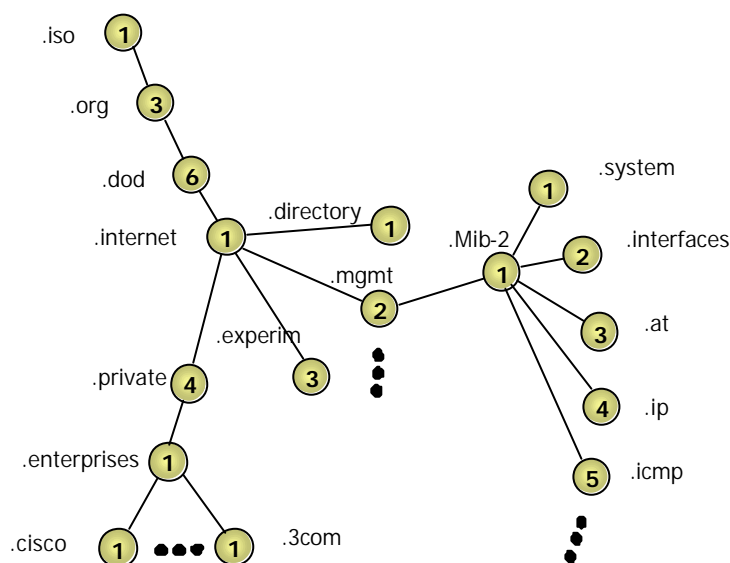 .iso 1
.org 3
.dod 6
.internet 1
.directory 1
.mgmt 2
.experim 3
.private 4
.enterprises 1
.cisco 1
1 .3com
.Mib-2 1
1 .system
2 .interfaces
3 .at
4 .ip
5 .icmp